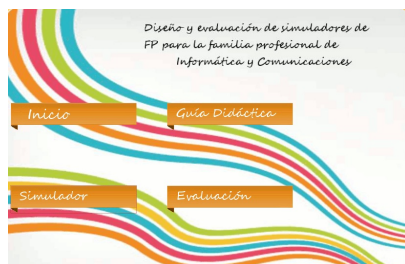 Diseño y evaluación de simuladores de
FP para la familia profesional de
Informática y Comunicaciones
Inicio
Guía Didáctica
Simulador
Evaluación